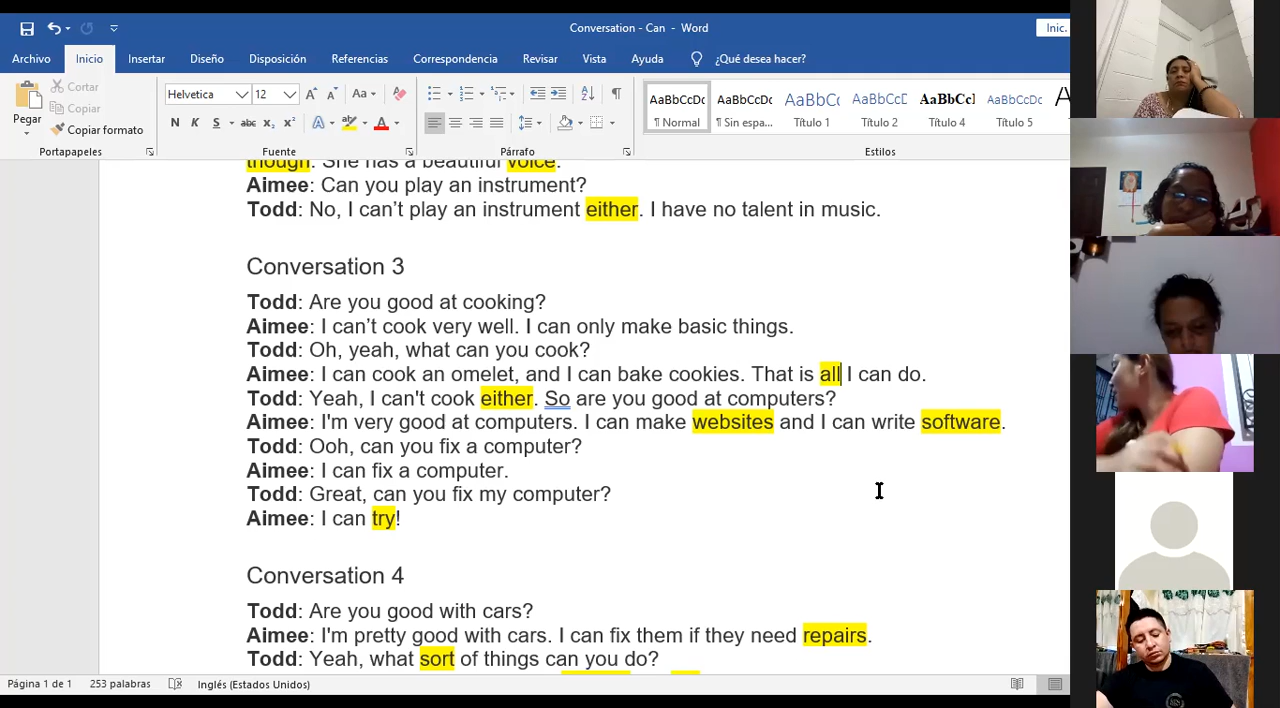 Conversation - Can - Word
Inic.
Archivo Inicio Insertar Diseño Disposición Referencias Correspondencia Revisar Vista Ayuda ¿Qué desea hacer?
Pegar
Cortar
Copiar
Copiar formato
Portapapeles
Helvetica 12
N K S abc x₂ x²
Fuente
Párrafo
AaBbCcDc AaBbCcDc AaBbC AaBbCcD AaBbCcI AaBbCcDc
¶ Normal ¶ Sin espa... Título 1 Título 2 Título 4 Título 5
Estilos
though. She has a beautiful voice.
Aimee: Can you play an instrument?
Todd: No, I can’t play an instrument either. I have no talent in music.
Conversation 3
Todd: Are you good at cooking?
Aimee: I can’t cook very well. I can only make basic things.
Todd: Oh, yeah, what can you cook?
Aimee: I can cook an omelet, and I can bake cookies. That is all I can do.
Todd: Yeah, I can't cook either. So are you good at computers?
Aimee: I'm very good at computers. I can make websites and I can write software.
Todd: Ooh, can you fix a computer?
Aimee: I can fix a computer.
Todd: Great, can you fix my computer?
Aimee: I can try!
Conversation 4
Todd: Are you good with cars?
Aimee: I'm pretty good with cars. I can fix them if they need repairs.
Todd: Yeah, what sort of things can you do?
Página 1 de 1 253 palabras Inglés (Estados Unidos)